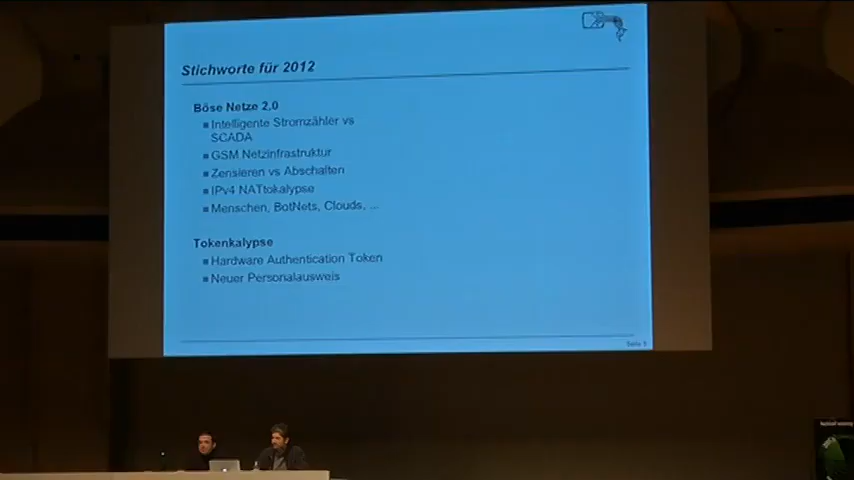 Stichworte für 2012
Böse Netze 2.0
Intelligente Stromzähler vs
SCADA
GSM Netzinfrastruktur
Zensieren vs Abschalten
IPv4 NATtokalypse
Menschen, BotNets, Clouds, ...
Tokenkalypse
Hardware Authentication Token
Neuer Personalausweis